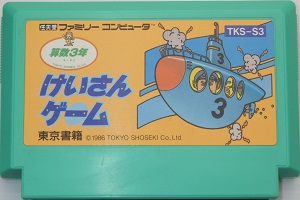 任天堂 ファミリー コンピュータ
TKS-S3
算数3年
けいさん
ゲーム
3
東京書籍
©1986 TOKYO SHOSEKI Co., Ltd.